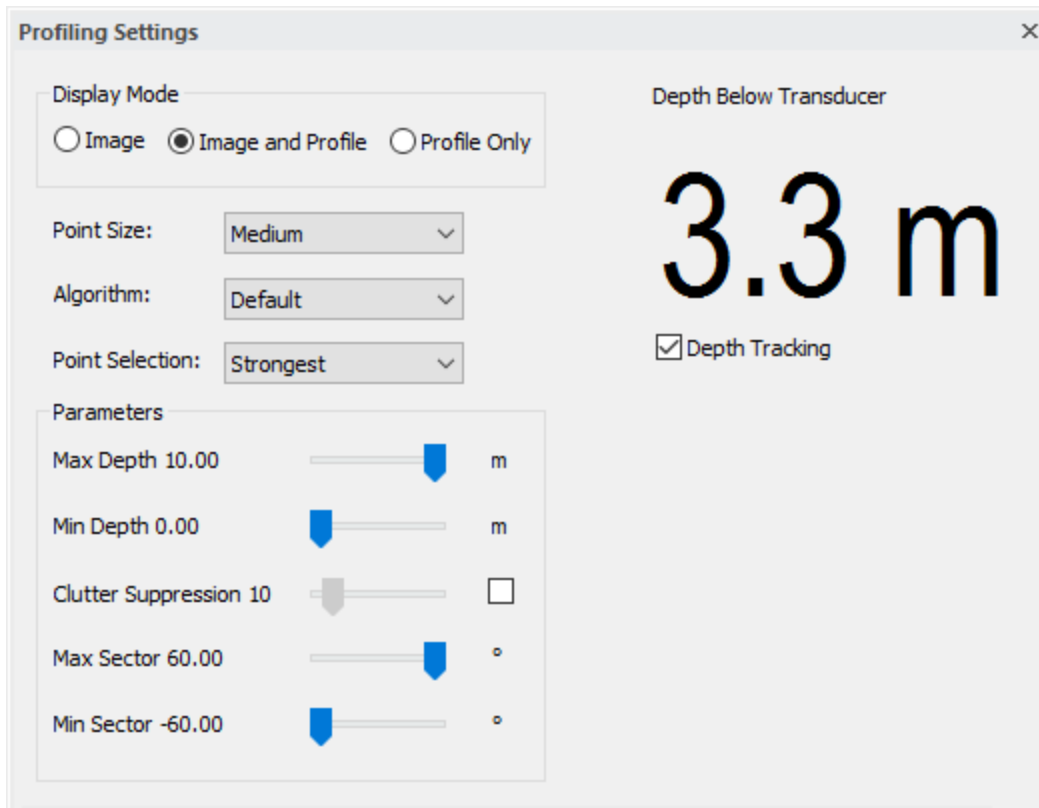 Profiling Settings
Display Mode
Image Image and Profile Profile Only
Point Size: Medium
Algorithm: Default
Point Selection: Strongest
Parameters
Max Depth 10.00 m
Min Depth 0.00 m
Clutter Suppression 10
Max Sector 60.00 °
Min Sector -60.00 °
Depth Below Transducer
3.3 m
Depth Tracking